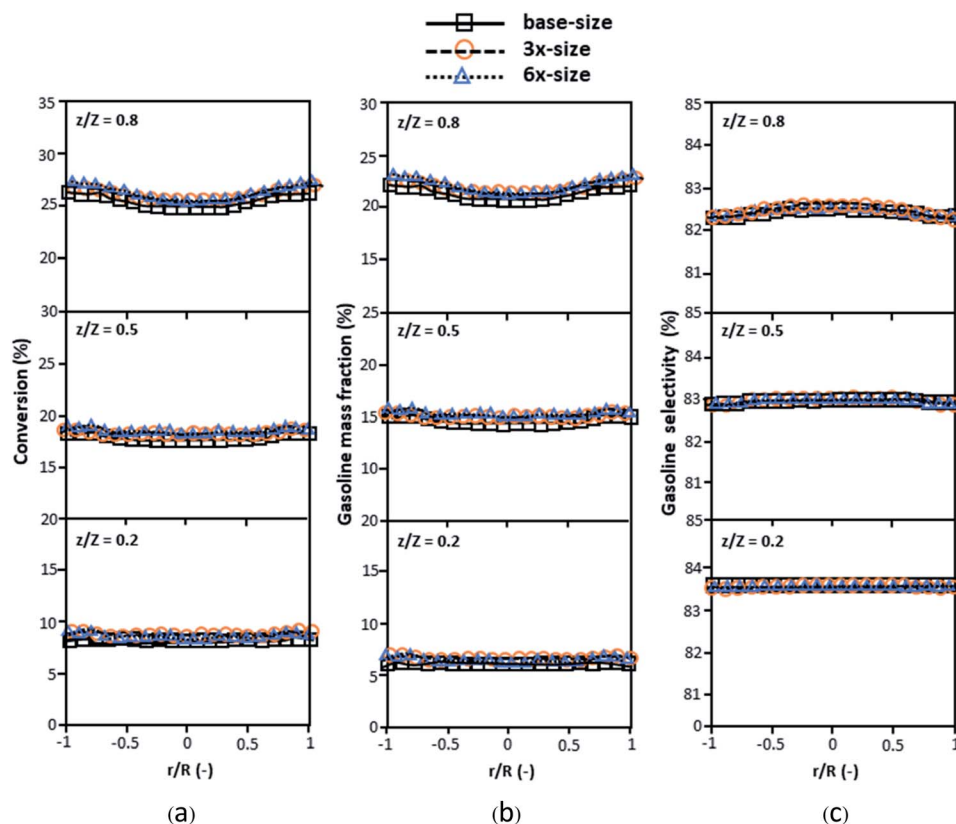 base-size
3x-size
6x-size
Conversion (%)
35
z/Z = 0.8
30
25
20
30
z/Z = 0.5
20
15
20
z/Z = 0.2
15
10
5
0
-1 -0.5 0 0.5 1
r/R (-)
(a)
Gasoline mass fraction (%)
30
z/Z = 0.8
25
20
15
25
z/Z = 0.5
20
15
10
20
z/Z = 0.2
15
10
5
0
-1 -0.5 0 0.5 1
r/R (-)
(b)
Gasoline selectivity (%)
85
z/Z = 0.8
84
83
82
81
85
z/Z = 0.5
84
83
82
81
85
z/Z = 0.2
84
83
82
81
0
-1 -0.5 0 0.5 1
r/R (-)
(c)